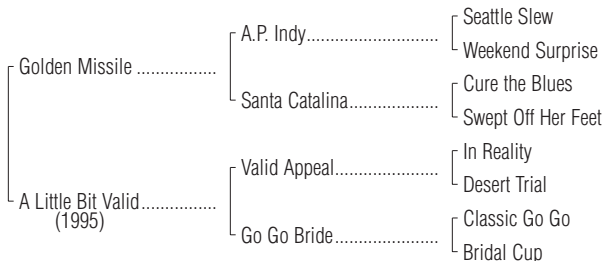 Seattle Slew
A.P. Indy.......................
Weekend Surprise
Golden Missile .................
Cure the Blues
Santa Catalina.....................
Swept Off Her Feet
In Reality
Valid Appeal........................
Desert Trial
A Little Bit Valid................
(1995)
Classic Go Go
Go Go Bride........................
Bridal Cup